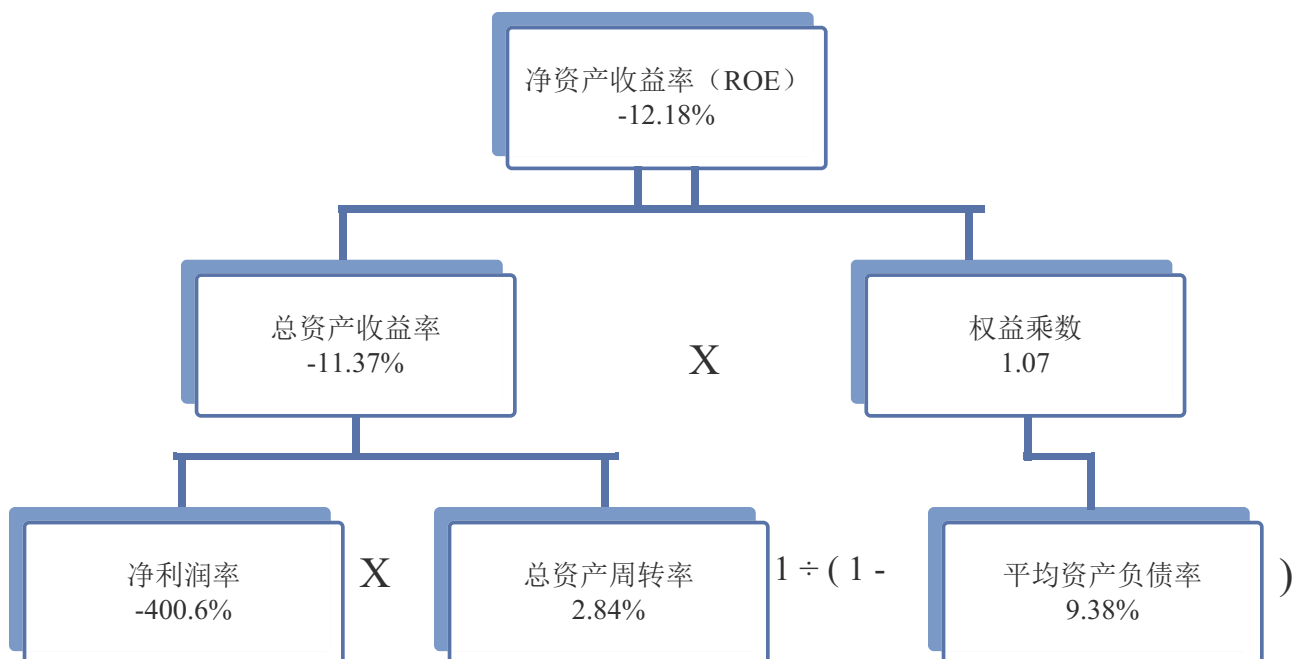 净资产收益率（ROE）
-12.18%
总资产收益率
-11.37%
X
权益乘数
1.07
净利润率
-400.6%
X
总资产周转率
2.84%
1 ÷ ( 1 -
平均资产负债率
9.38%
)